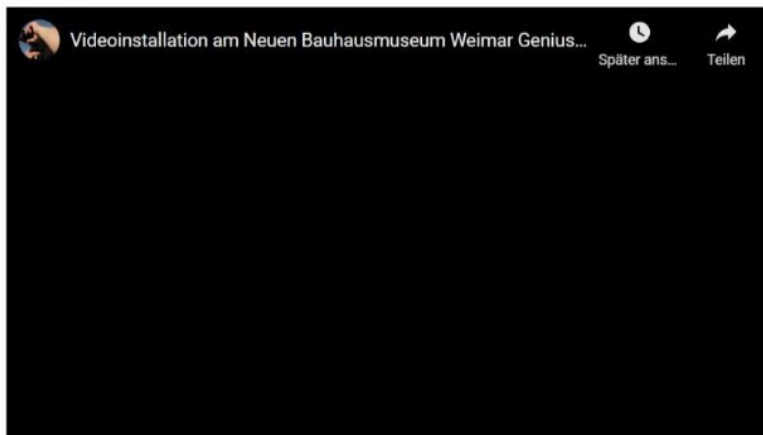 Videoinstallation am Neuen Bauhausmuseum Weimar Genius...
Später ans...
Teilen